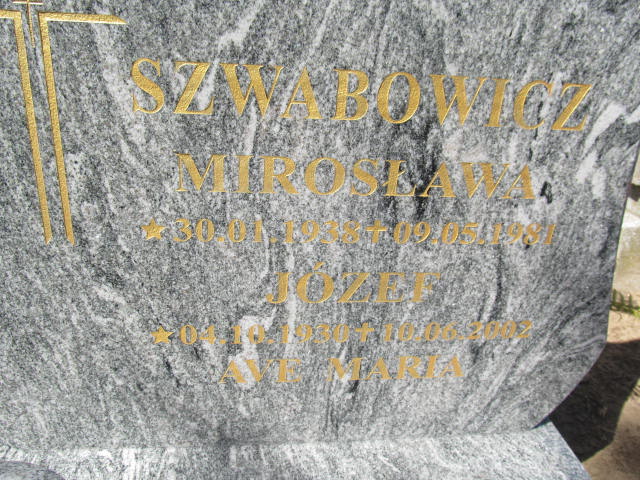 SZWABOWICZ
MIROSŁAWA
★ 30.01.1938 ✝ 09.05.1981
JÓZEF
★ 04.10.1930 ✝ 10.06.2002
AVE MARIA